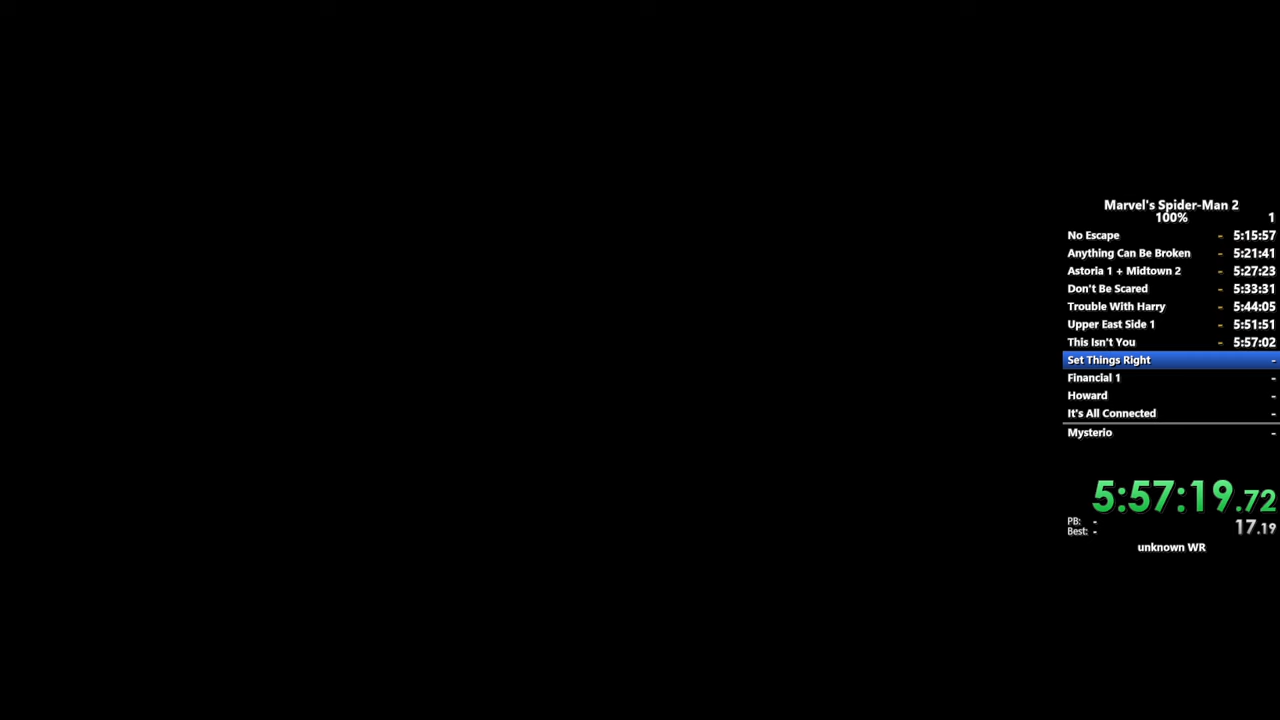 Marvel's Spider-Man 2
100% 1
No Escape - 5:15:57
Anything Can Be Broken - 5:21:41
Astoria 1 + Midtown 2 - 5:27:23
Don't Be Scared - 5:33:31
Trouble With Harry - 5:44:05
Upper East Side 1 - 5:51:51
This Isn't You - 5:57:02
Set Things Right -
Financial 1 -
Howard -
It's All Connected -
Mysterio -
5:57:19.72
PB: - 17.19
Best: -
unknown WR